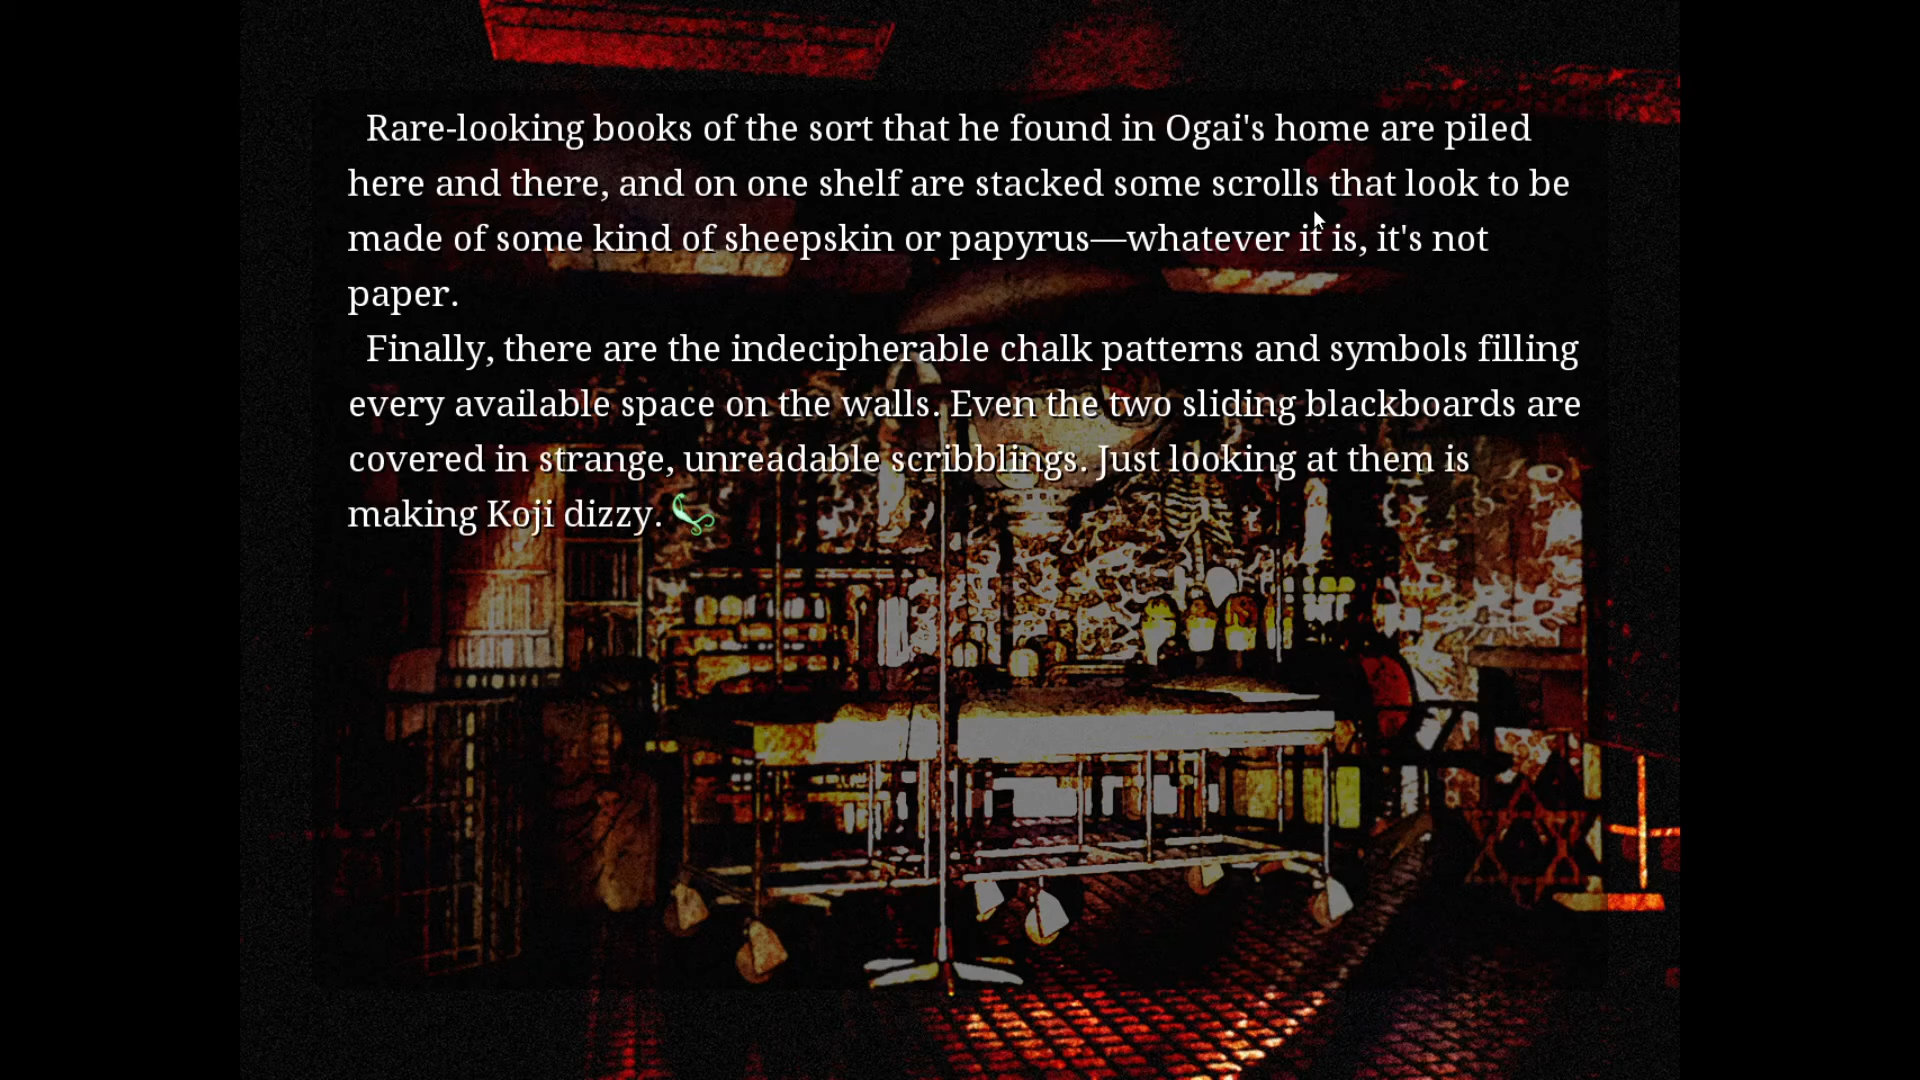 Rare-looking books of the sort that he found in Ogai's home are piled
here and there, and on one shelf are stacked some scrolls that look to be
made of some kind of sheepskin or papyrus—whatever it is, it's not
paper.
Finally, there are the indecipherable chalk patterns and symbols filling
every available space on the walls. Even the two sliding blackboards are
covered in strange, unreadable scribblings. Just looking at them is
making Koji dizzy.